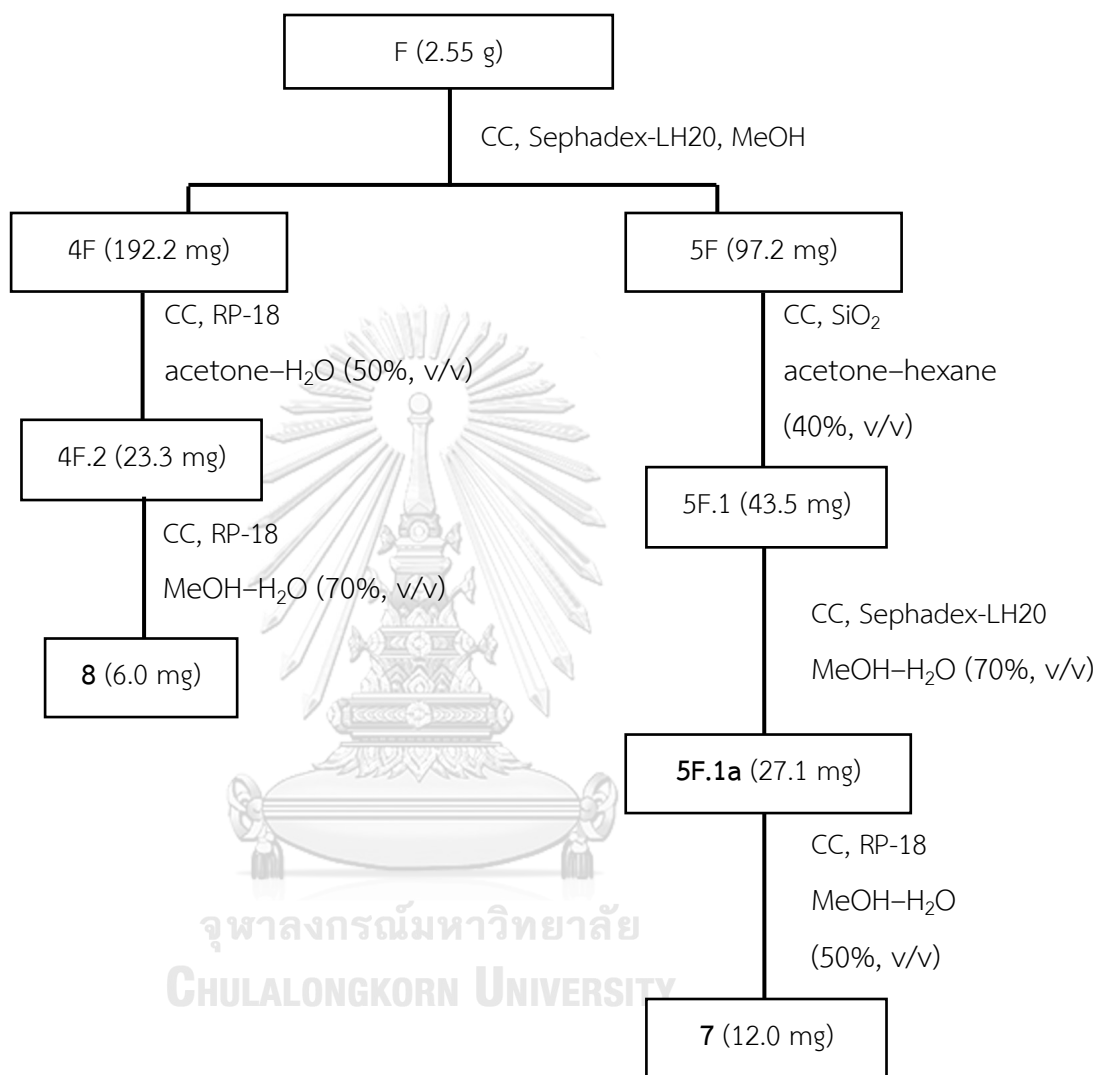 F (2.55 g)
CC, Sephadex-LH20, MeOH
4F (192.2 mg)
5F (97.2 mg)
CC, RP-18
acetone–H₂O (50%, v/v)
CC, SiO₂
acetone–hexane
(40%, v/v)
4F.2 (23.3 mg)
5F.1 (43.5 mg)
CC, RP-18
MeOH–H₂O (70%, v/v)
CC, Sephadex-LH20
MeOH–H₂O (70%, v/v)
8 (6.0 mg)
5F.1a (27.1 mg)
CC, RP-18
MeOH–H₂O
(50%, v/v)
7 (12.0 mg)
จุฬาลงกรณ์มหาวิทยาลัย
CHULALONGKORN UNIVERSITY